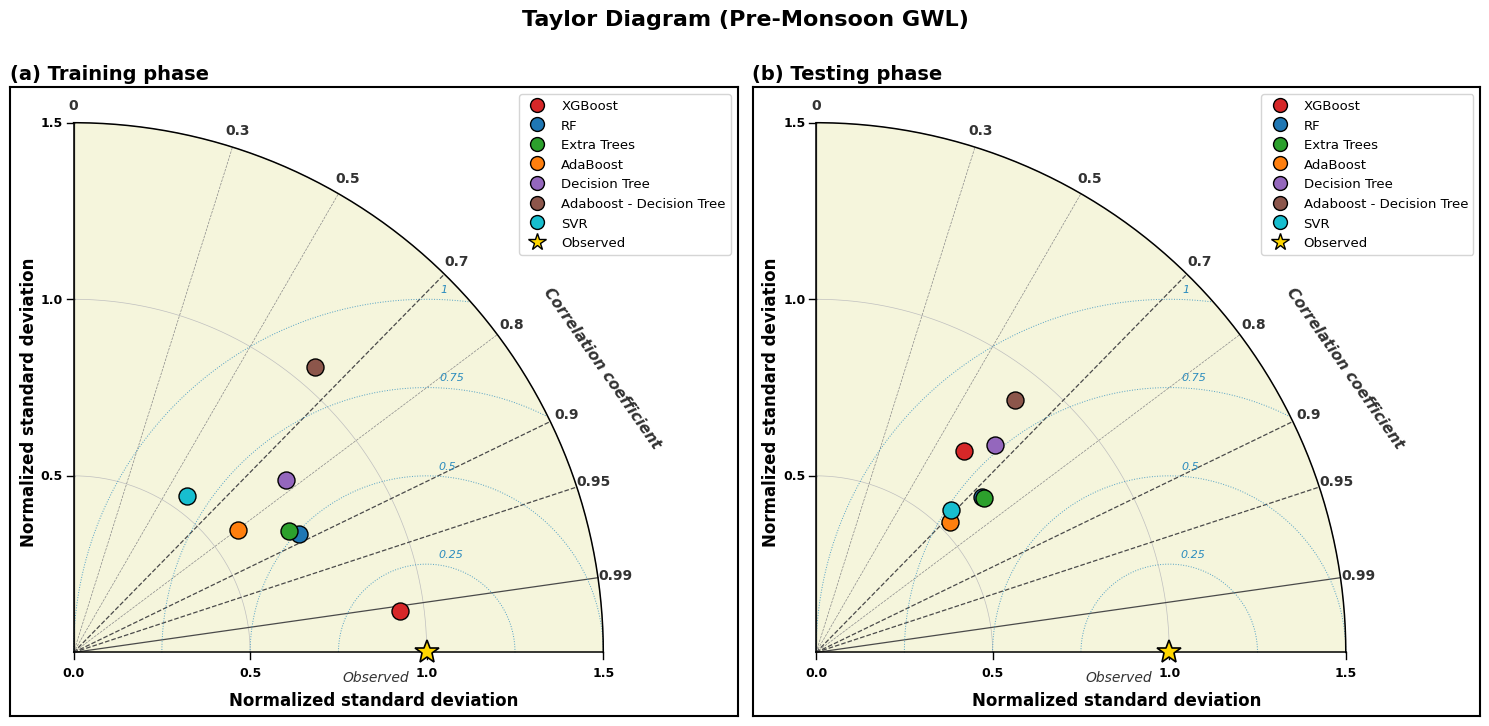 Taylor Diagram (Pre-Monsoon GWL)
(a) Training phase
0
0.3
0.5
0.7
0.8
0.9
0.95
0.99
Correlation coefficient
1
0.75
0.5
0.25
1.5
1.0
0.5
Normalized standard deviation
0.0
0.5
1.0
1.5
Observed
Normalized standard deviation
XGBoost
RF
Extra Trees
AdaBoost
Decision Tree
Adaboost - Decision Tree
SVR
Observed
(b) Testing phase
0
0.3
0.5
0.7
0.8
0.9
0.95
0.99
Correlation coefficient
1
0.75
0.5
0.25
1.5
1.0
0.5
Normalized standard deviation
0.0
0.5
1.0
1.5
Observed
Normalized standard deviation
XGBoost
RF
Extra Trees
AdaBoost
Decision Tree
Adaboost - Decision Tree
SVR
Observed